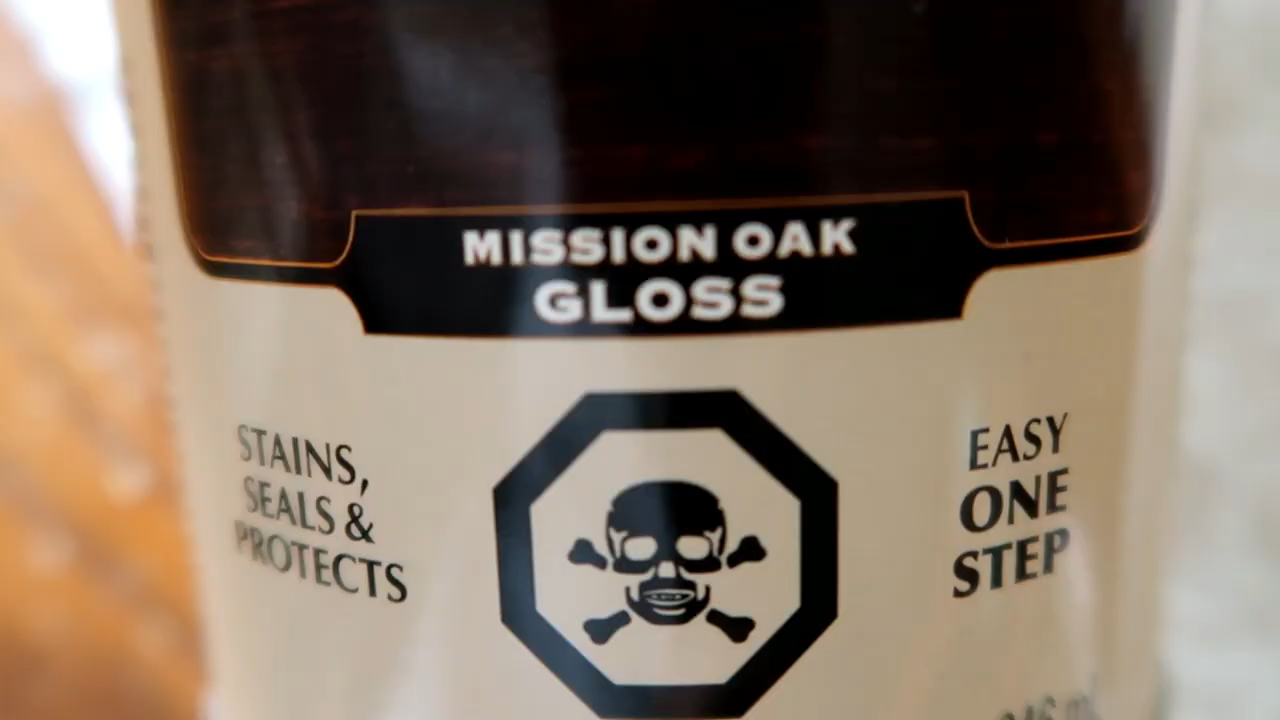 MISSION OAK
GLOSS
STAINS,
SEALS &
PROTECTS
EASY
ONE
STEP